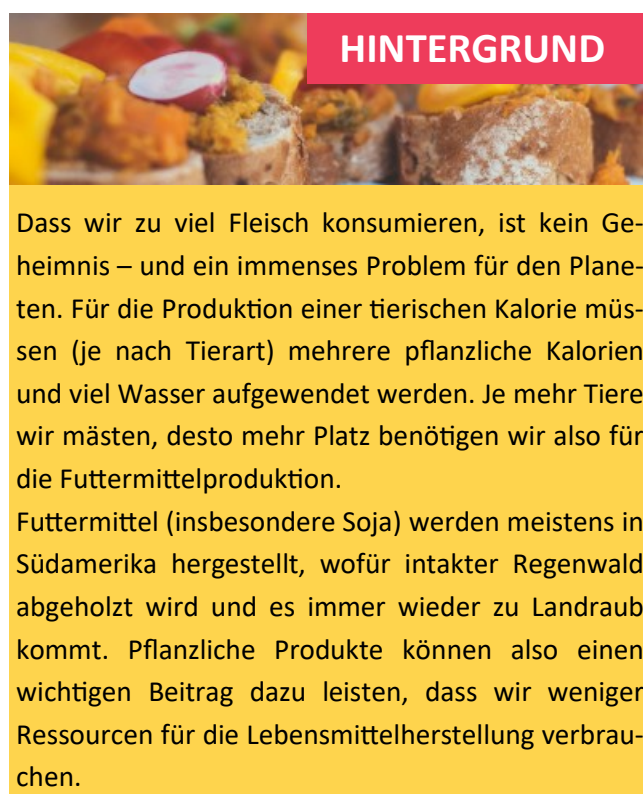 HINTERGRUND
Dass wir zu viel Fleisch konsumieren, ist kein Ge-
heimnis – und ein immenses Problem für den Plane-
ten. Für die Produktion einer tierischen Kalorie müs-
sen (je nach Tierart) mehrere pflanzliche Kalorien
und viel Wasser aufgewendet werden. Je mehr Tiere
wir mästen, desto mehr Platz benötigen wir also für
die Futtermittelproduktion.
Futtermittel (insbesondere Soja) werden meistens in
Südamerika hergestellt, wofür intakter Regenwald
abgeholzt wird und es immer wieder zu Landraub
kommt. Pflanzliche Produkte können also einen
wichtigen Beitrag dazu leisten, dass wir weniger
Ressourcen für die Lebensmittelherstellung verbrau-
chen.